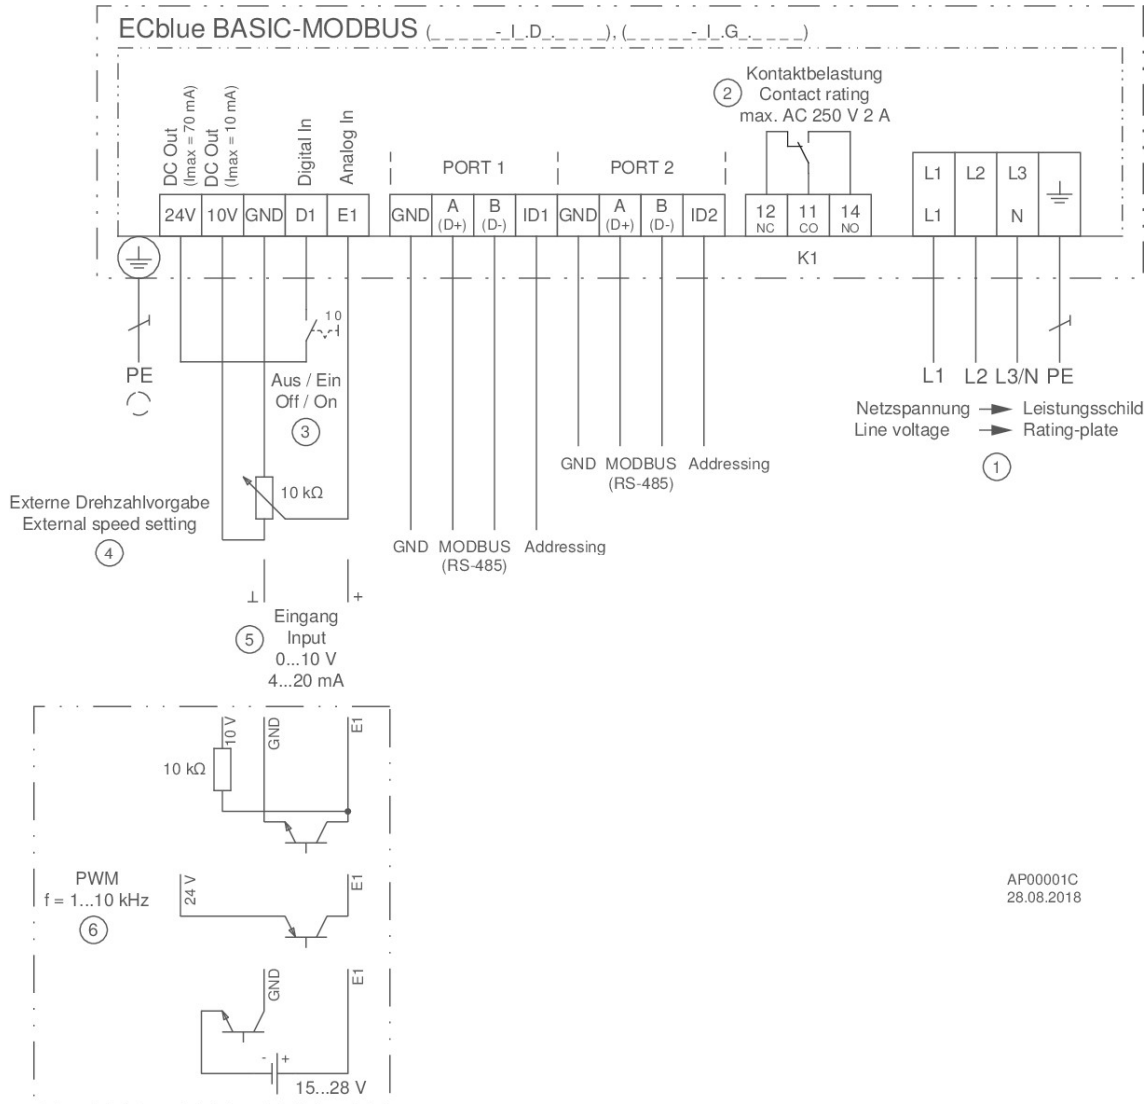 ECblue BASIC-MODBUS (_ _ _ _ _- _I _.D _._ _ _ _ _), (_ _ _ _ _- _I _.G _._ _ _ _ _)
DC Out
(Imax = 70 mA)
DC Out
(Imax = 10 mA)
Digital In
Analog In
PORT 1
PORT 2
2
Kontaktbelastung
Contact rating
max. AC 250 V 2 A
24V 10V GND D1 E1
GND A (D+) B (D-) ID1 GND A (D+) B (D-) ID2
12 NC 11 CO 14 NO
K1
L1 L2 L3
L1 N
PE
1 0
Aus / Ein
Off / On
3
L1 L2 L3/N PE
Netzspannung Leistungsschild
Line voltage Rating-plate
1
GND MODBUS Addressing
(RS-485)
10 kΩ
Externe Drehzahlvorgabe
External speed setting
4
GND MODBUS Addressing
(RS-485)
⊥ +
5
Eingang
Input
0...10 V
4...20 mA
10 V GND E1
10 kΩ
PWM
f = 1...10 kHz
6
24 V E1
GND E1
- +
15...28 V
AP00001C
28.08.2018